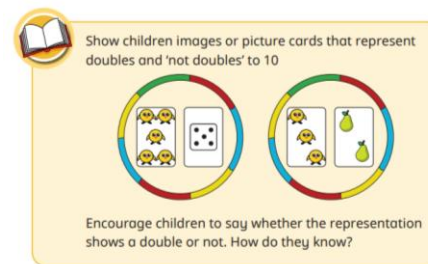 Show children images or picture cards that represent
doubles and ‘not doubles’ to 10
Encourage children to say whether the representation
shows a double or not. How do they know?